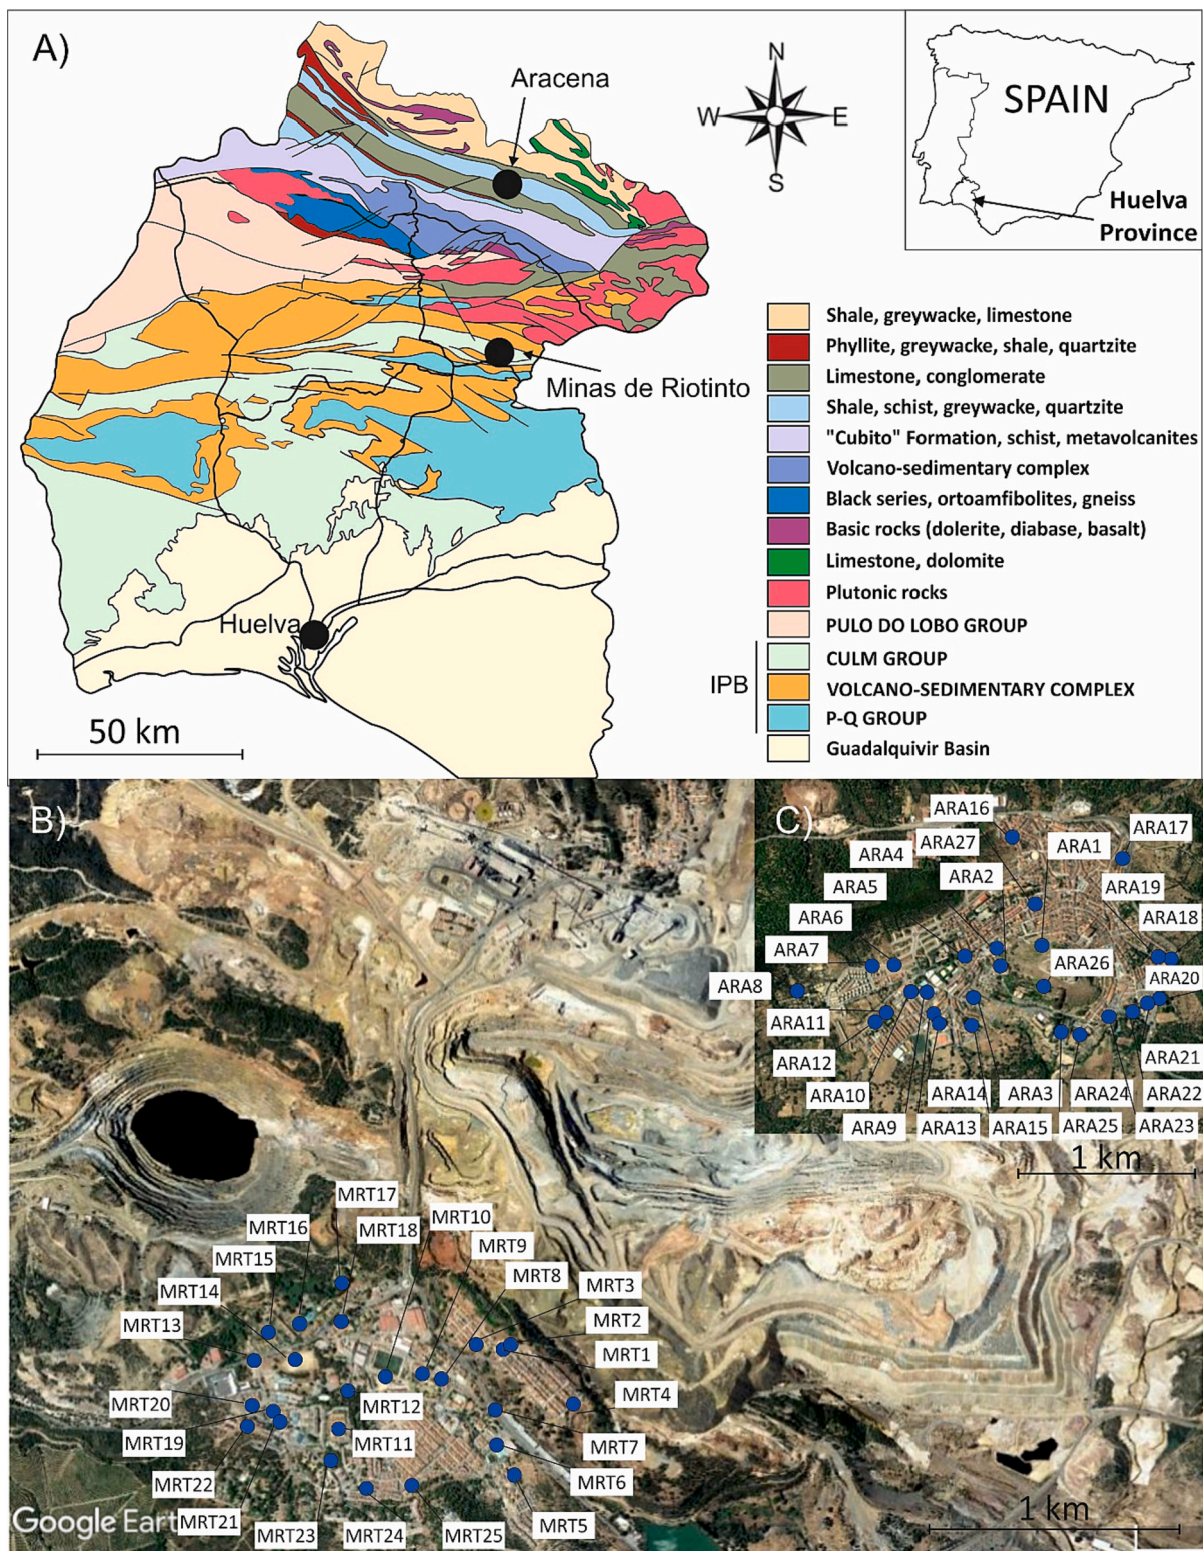 A)
Aracena
N
W
E
S
SPAIN
Huelva
Province
Minas de Riotinto
Huelva
50 km
Shale, greywacke, limestone
Phyllite, greywacke, shale, quartzite
Limestone, conglomerate
Shale, schist, greywacke, quartzite
"Cubito" Formation, schist, metavolcanites
Volcano-sedimentary complex
Black series, ortoamfibolites, gneiss
Basic rocks (dolerite, diabase, basalt)
Limestone, dolomite
Plutonic rocks
PULO DO LOBO GROUP
IPB
CULM GROUP
VOLCANO-SEDIMENTARY COMPLEX
P-Q GROUP
Guadalquivir Basin
B)
C)
ARA16
ARA27
ARA1
ARA17
ARA4
ARA2
ARA19
ARA5
ARA18
ARA6
ARA7
ARA26
ARA20
ARA8
ARA11
ARA21
ARA12
ARA10
ARA14
ARA3
ARA24
ARA22
ARA9
ARA13
ARA15
ARA25
ARA23
1 km
MRT17
MRT10
MRT16
MRT18
MRT9
MRT15
MRT8
MRT14
MRT3
MRT13
MRT2
MRT1
MRT20
MRT12
MRT4
MRT19
MRT11
MRT7
MRT22
MRT6
MRT21
MRT23
MRT24
MRT25
MRT5
1 km
Google Eart